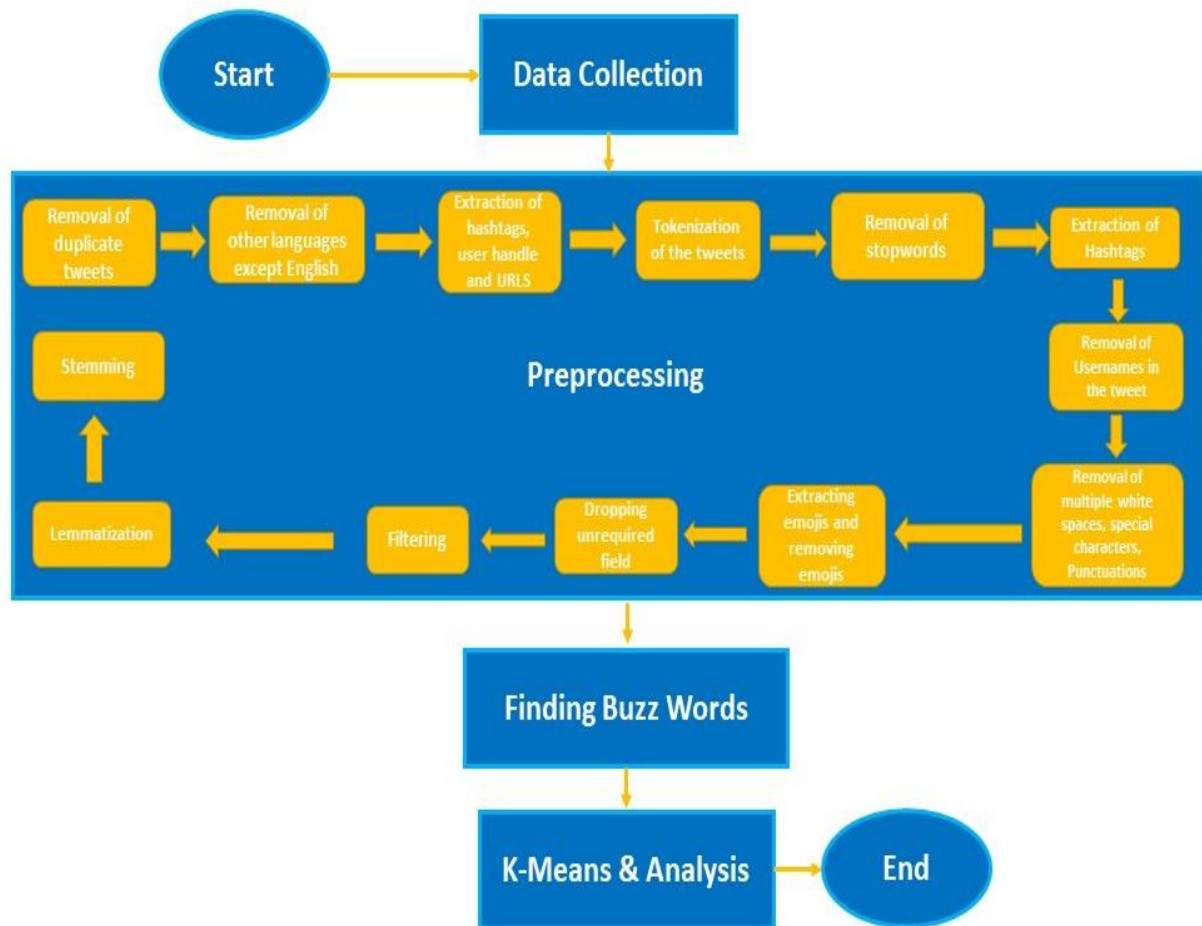 Start
Data Collection
Removal of
duplicate
tweets
Removal of
other languages
except English
Extraction of
hashtags,
user handle
and URLS
Tokenization
of the tweets
Removal of
stopwords
Extraction of
Hashtags
Removal of
Usernames in
the tweet
Removal of
multiple white
spaces, special
characters,
Punctuations
Extracting
emojis and
removing
emojis
Dropping
unrequired
field
Filtering
Lemmatization
Stemming
Preprocessing
Finding Buzz Words
K-Means & Analysis
End